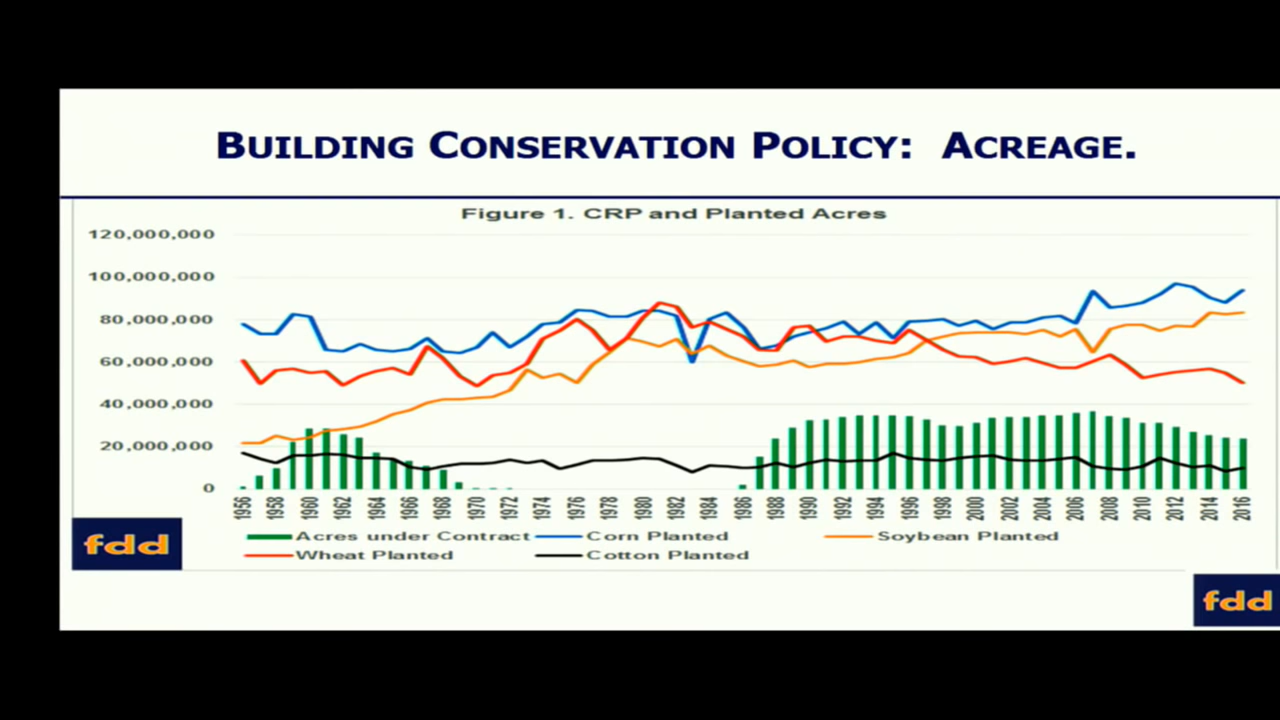 BUILDING CONSERVATION POLICY: ACREAGE.
Figure 1. CRP and Planted Acres
120,000,000
100,000,000
80,000,000
60,000,000
40,000,000
20,000,000
0
1956 1958 1960 1962 1964 1966 1968 1970 1972 1974 1976 1978 1980 1982 1984 1986 1988 1990 1992 1994 1996 1998 2000 2002 2004 2006 2008 2010 2012 2014 2016
Acres under Contract Corn Planted Soybean Planted
Wheat Planted Cotton Planted
fdd
fdd